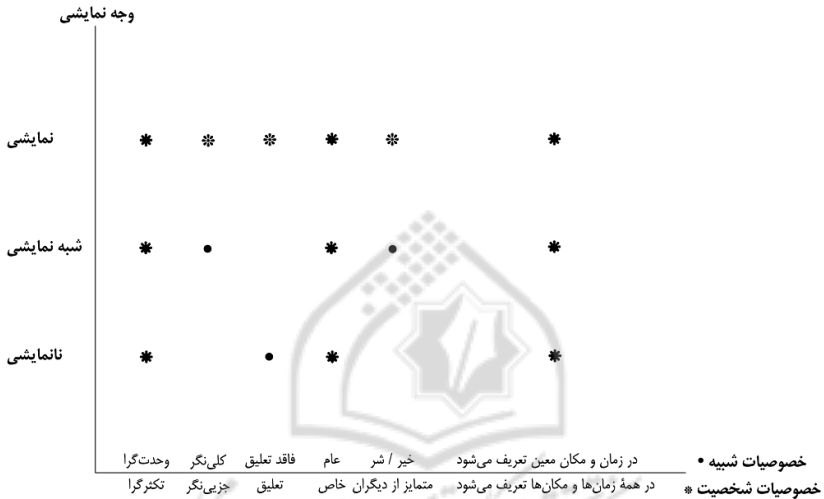 وجه نمایشی
نمایشی
شبه نمایشی
نانمایشی
خصوصیات شبیه • در زمان و مکان معین تعریف می‌شود خیر / شر عام فاقد تعلیق کلی‌نگر وحدت‌گرا
خصوصیات شخصیت ❋ در همهٔ زمان‌ها و مکان‌ها تعریف می‌شود متمایز از دیگران خاص تعلیق جزیی‌نگر تکثرگرا